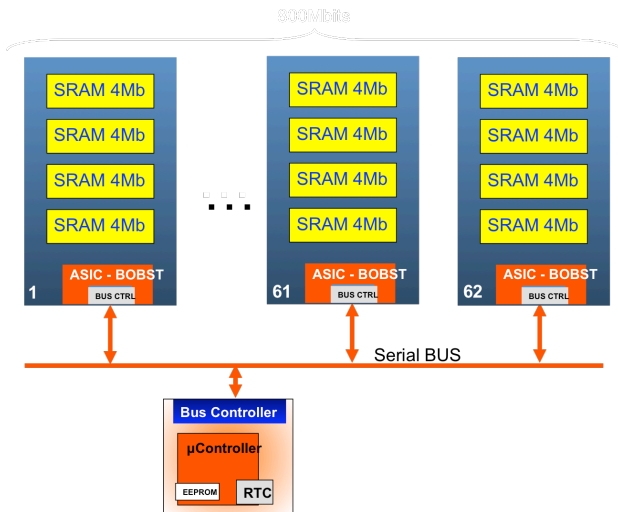 800Mbits
SRAM 4Mb SRAM 4Mb SRAM 4Mb
SRAM 4Mb SRAM 4Mb SRAM 4Mb
SRAM 4Mb SRAM 4Mb SRAM 4Mb
SRAM 4Mb SRAM 4Mb SRAM 4Mb
ASIC - BOBST ASIC - BOBST ASIC - BOBST
1 BUS CTRL 61 BUS CTRL 62 BUS CTRL
Serial BUS
Bus Controller
µController
EEPROM RTC